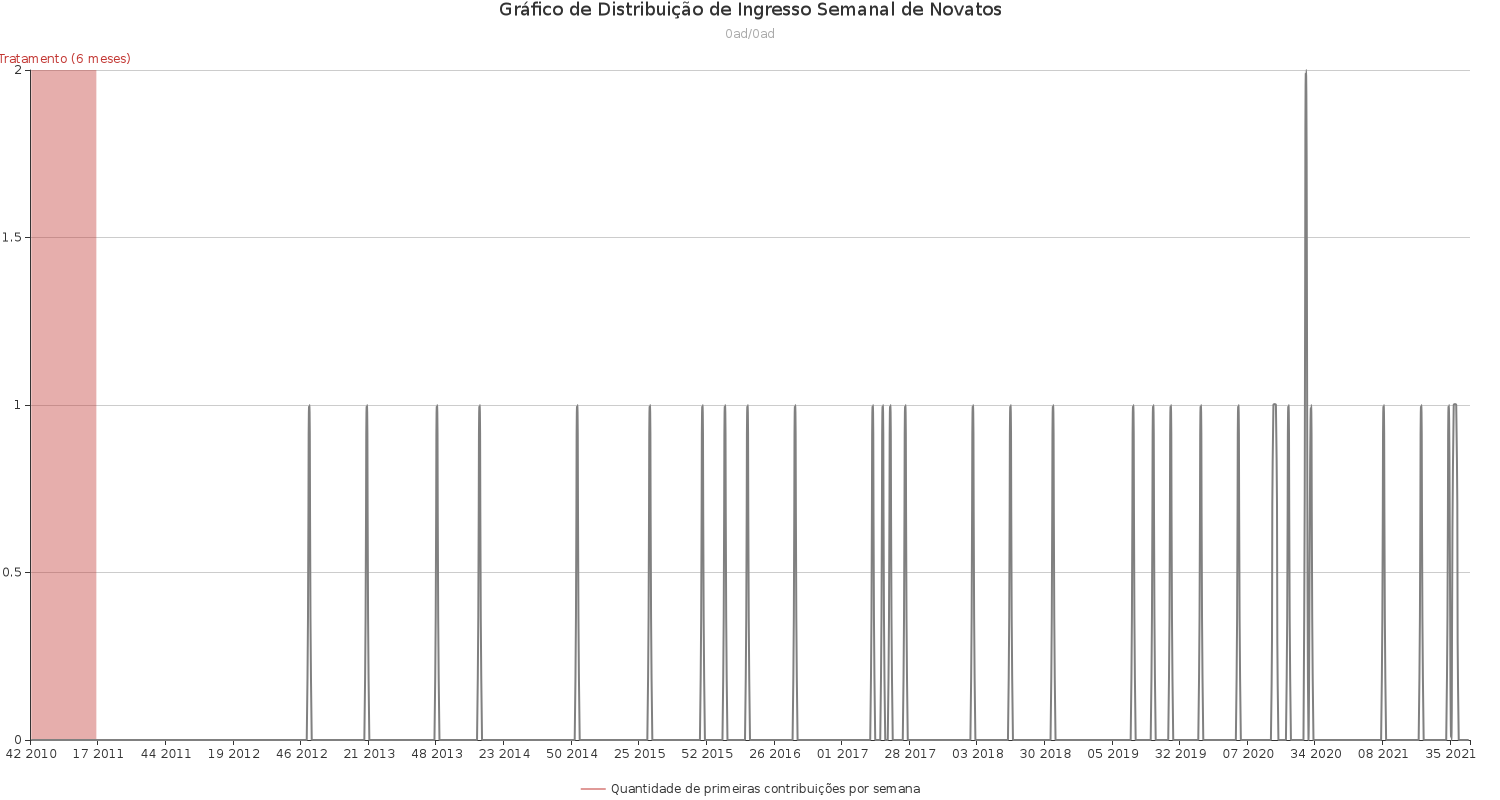 Gráfico de Distribuição de Ingresso Semanal de Novatos
0ad/0ad
Tratamento (6 meses)
2
1.5
1
0.5
0
42 2010 17 2011 44 2011 19 2012 46 2012 21 2013 48 2013 23 2014 50 2014 25 2015 52 2015 26 2016 01 2017 28 2017 03 2018 30 2018 05 2019 32 2019 07 2020 34 2020 08 2021 35 2021
Quantidade de primeiras contribuições por semana